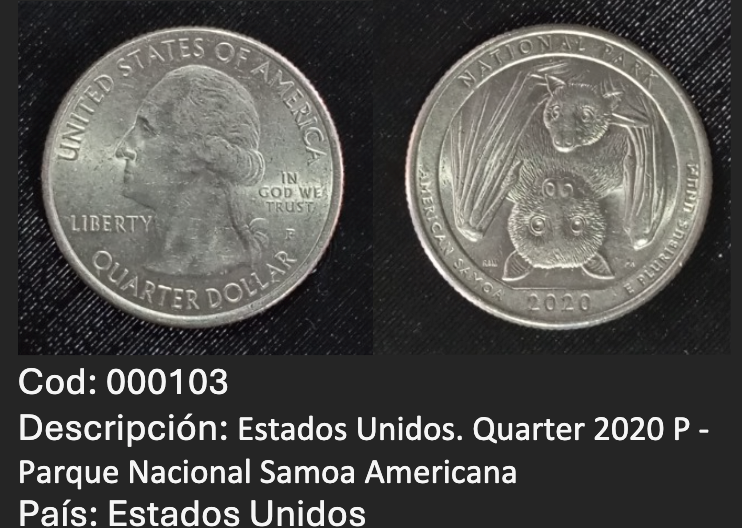 UNITED STATES OF AMERICA
IN
GOD WE
TRUST
LIBERTY
P
QUARTER DOLLAR
NATIONAL PARK
AMERICAN SAMOA
2020
E PLURIBUS UNUM
Cod: 000103
Descripción: Estados Unidos. Quarter 2020 P -
Parque Nacional Samoa Americana
País: Estados Unidos